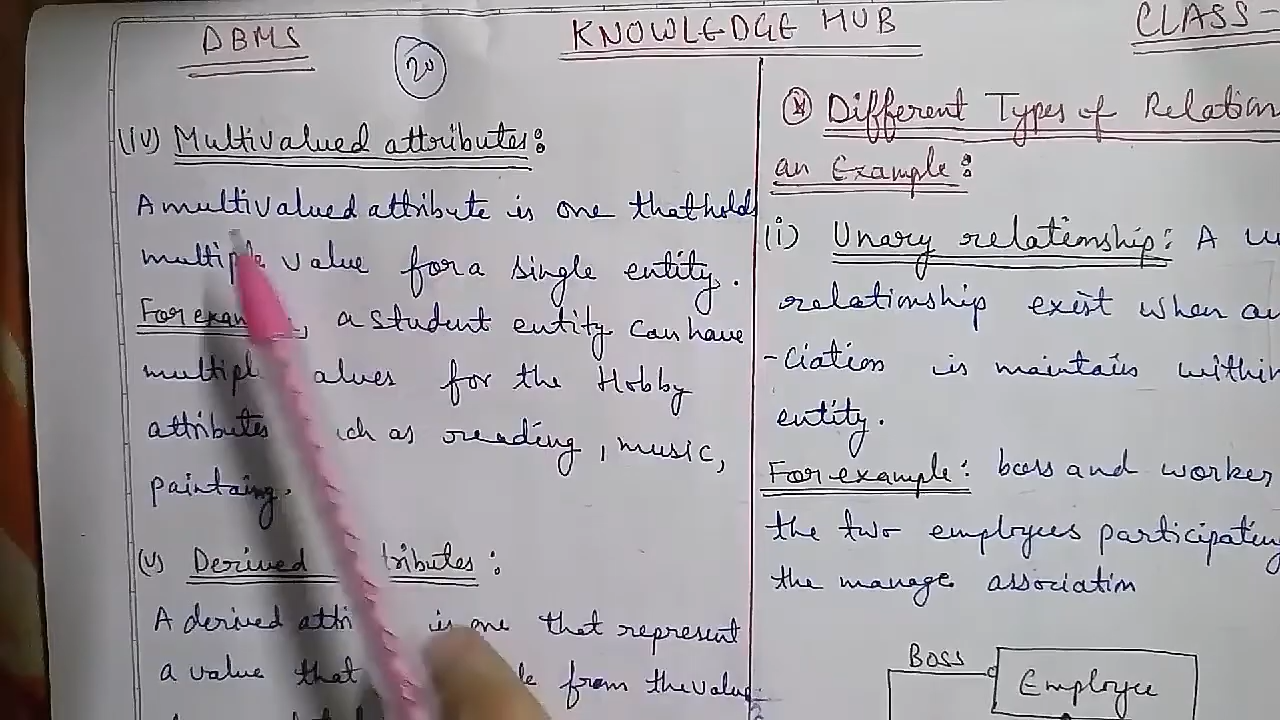 DBMS
20
KNOWLEDGE HUB
CLASS-
(iv) Multivalued attributes:
A multivalued attribute is one that holds
multiple value for a single entity.
For example, a student entity can have
multiple values for the Hobby
attributes such as reading, music,
paintaing.
(v) Derived attributes:
A derived attri is one that represent
a value that from the value
Different Types of Relation
an Example:
(i) Unary relationship: A u
relationship exist when an
-ciation is maintais within
entity.
For example: boss and worker
the two employees participating
the manage association
Boss
Employee